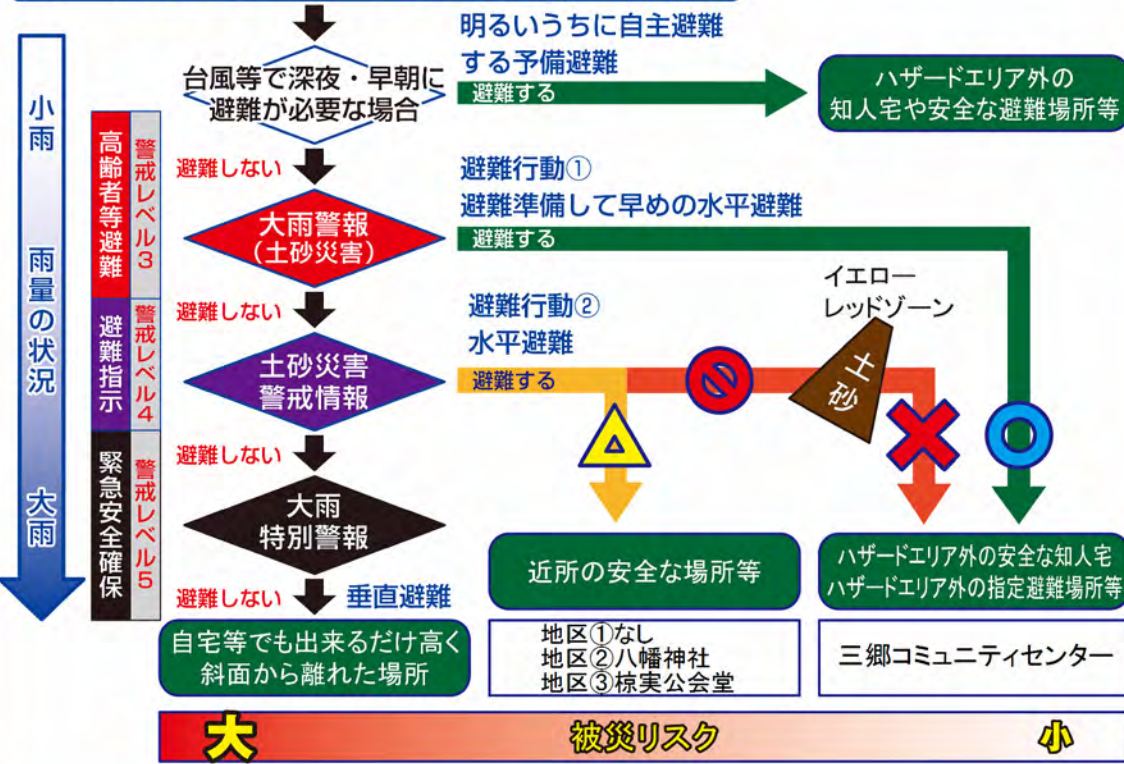 明るいうちに自主避難
する予備避難
台風等で深夜・早朝に
避難が必要な場合
避難する
ハザードエリア外の
知人宅や安全な避難場所等
小雨 雨量の状況 大雨
高齢者等避難
警戒レベル3
避難しない
避難行動①
避難準備して早めの水平避難
大雨警報
(土砂災害)
避難する
イエロー
レッドゾーン
避難指示
警戒レベル4
避難しない
避難行動②
水平避難
土砂災害
警戒情報
避難する
土砂
緊急安全確保
警戒レベル5
避難しない
大雨
特別警報
近所の安全な場所等
ハザードエリア外の安全な知人宅
ハザードエリア外の指定避難場所等
避難しない
垂直避難
自宅等でも出来るだけ高く
斜面から離れた場所
地区①なし
地区②八幡神社
地区③椋実公会堂
三郷コミュニティセンター
大 被災リスク 小